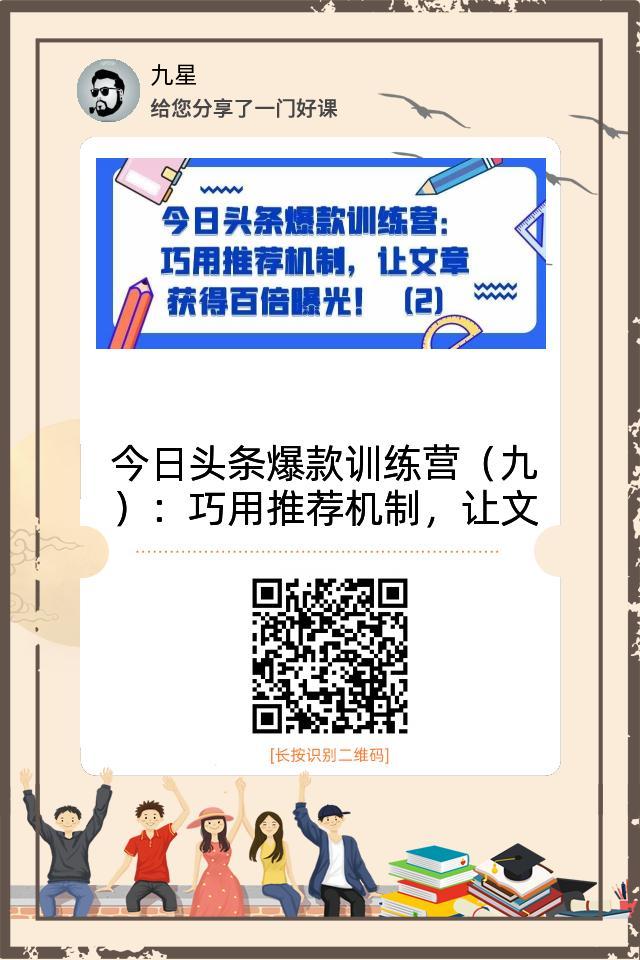 九星
给您分享了一门好课
今日头条爆款训练营：
巧用推荐机制，让文章
获得百倍曝光！（2）
今日头条爆款训练营（九
）：巧用推荐机制，让文
[长按识别二维码]